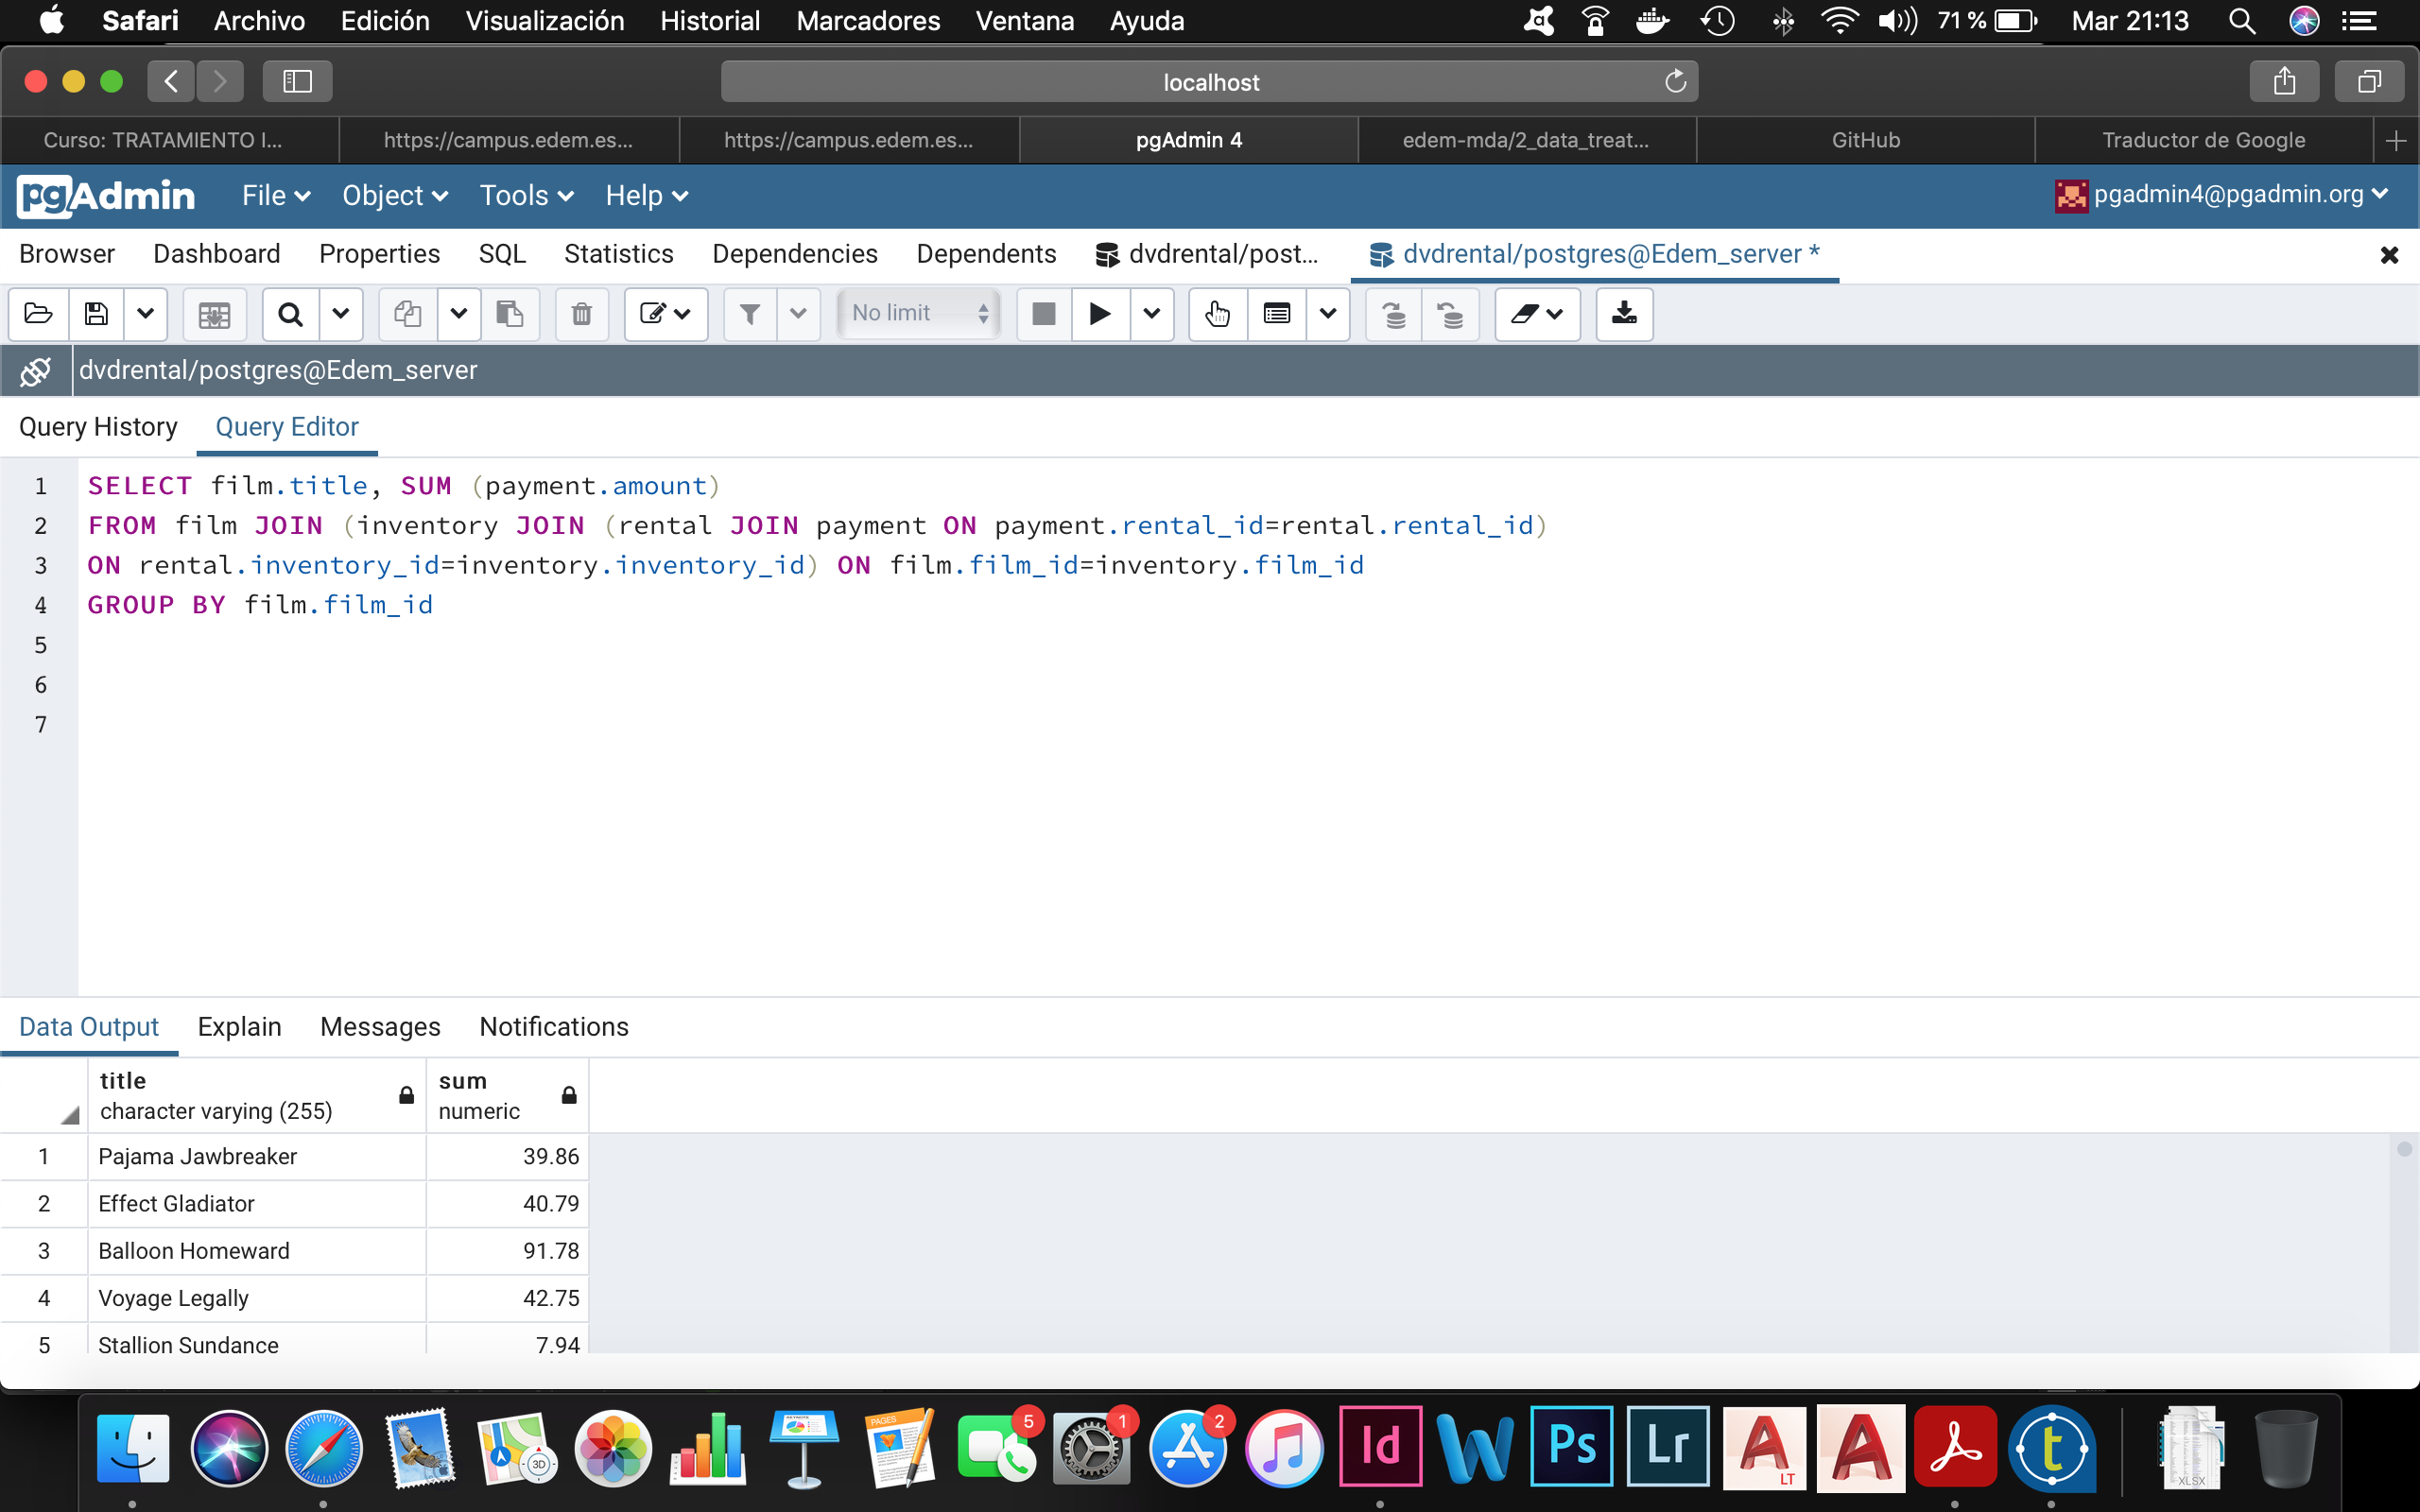 Safari Archivo Edición Visualización Historial Marcadores Ventana Ayuda 71 % Mar 21:13
localhost
Curso: TRATAMIENTO I... https://campus.edem.es... https://campus.edem.es... pgAdmin 4 edem-mda/2_data_treat... GitHub Traductor de Google
pgAdmin File Object Tools Help pgadmin4@pgadmin.org
Browser Dashboard Properties SQL Statistics Dependencies Dependents dvdrental/post... dvdrental/postgres@Edem_server *
No limit
dvdrental/postgres@Edem_server
Query History Query Editor
1 SELECT film.title, SUM (payment.amount)
2 FROM film JOIN (inventory JOIN (rental JOIN payment ON payment.rental_id=rental.rental_id)
3 ON rental.inventory_id=inventory.inventory_id) ON film.film_id=inventory.film_id
4 GROUP BY film.film_id
5
6
7
Data Output Explain Messages Notifications
title sum
character varying (255) numeric
1 Pajama Jawbreaker 39.86
2 Effect Gladiator 40.79
3 Balloon Homeward 91.78
4 Voyage Legally 42.75
5 Stallion Sundance 7.94
3D KEYNOTE PAGES 5 1 2 Id W Ps Lr LT t XLSX